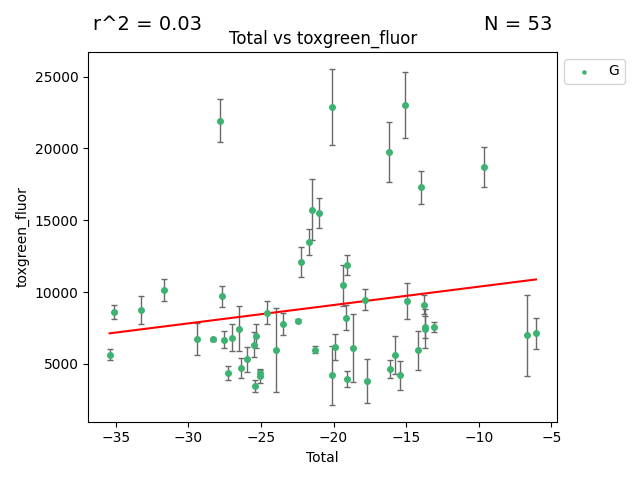 r^2 = 0.03
N = 53
Total vs toxgreen_fluor
G
25000
20000
15000
10000
5000
toxgreen_fluor
−35 −30 −25 −20 −15 −10 −5
Total